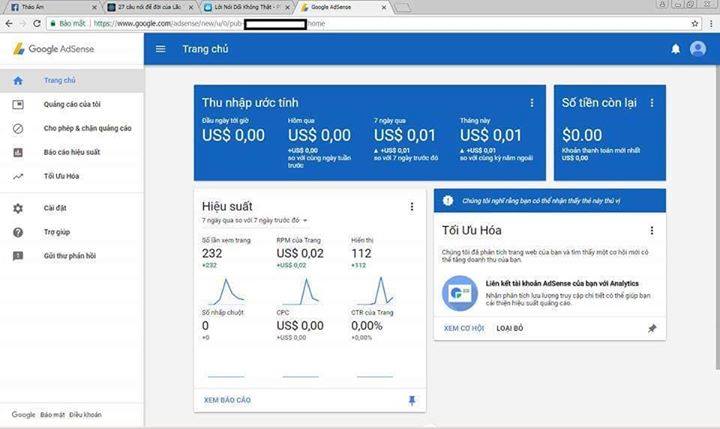 Thảo Ám
27 câu nói để đời của Lãc
Lời Nói Dối Không Thật - P
Google AdSense
Bảo mật
https://www.google.com/adsense/new/u/0/pub-
home
Google AdSense
Trang chủ
Trang chủ
Quảng cáo của tôi
Cho phép & chặn quảng cáo
Báo cáo hiệu suất
Tối Ưu Hóa
Cài đặt
Trợ giúp
Gửi thư phản hồi
Google Bảo mật Điều khoản
Thu nhập ước tính
Đầu ngày tới giờ
US$ 0,00
Hôm qua
US$ 0,00
+US$ 0,00
so với cùng ngày tuần
trước
7 ngày qua
US$ 0,01
▲ +US$ 0,01
so với 7 ngày trước đó
Tháng này
US$ 0,01
▲ +US$ 0,01
so với cùng kỳ năm ngoái
Số tiền còn lại
$0.00
Khoản thanh toán mới nhất
US$ 0,00
Hiệu suất
7 ngày qua so với 7 ngày trước đó
Số lần xem trang
232
+232
RPM của Trang
US$ 0,02
+US$ 0,02
Hiển thị
112
+112
Số nhấp chuột
0
+0
CPC
US$ 0,00
+US$ 0,00
CTR của Trang
0,00%
+0,00%
XEM BÁO CÁO
Chúng tôi nghĩ rằng bạn có thể nhận thấy thẻ này thú vị
Tối Ưu Hóa
Chúng tôi đã phân tích trang web của bạn và tìm thấy một cơ hội mới có
thể tăng doanh thu của bạn.
Liên kết tài khoản AdSense của bạn với Analytics
Nhận phân tích lưu lượng truy cập chi tiết có thể giúp bạn
cải thiện hiệu suất quảng cáo.
XEM CƠ HỘI LOẠI BỎ